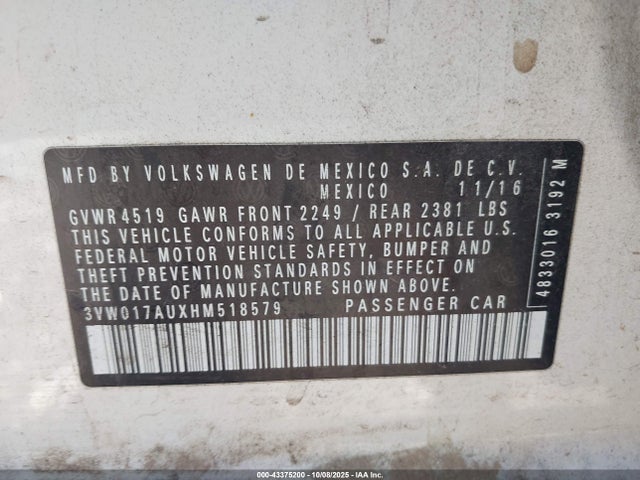 MFD BY VOLKSWAGEN DE MEXICO S.A. DE C.V.
MEXICO 11/16
GVWR 4519 GAWR FRONT 2249 / REAR 2381 LBS
THIS VEHICLE CONFORMS TO ALL APPLICABLE U.S.
FEDERAL MOTOR VEHICLE SAFETY, BUMPER AND
THEFT PREVENTION STANDARDS IN EFFECT ON
THE DATE OF MANUFACTURE SHOWN ABOVE.
3VW017AUXHM518579 PASSENGER CAR
4833016 3192 M
000-43375200 - 10/08/2025 - IAA Inc.